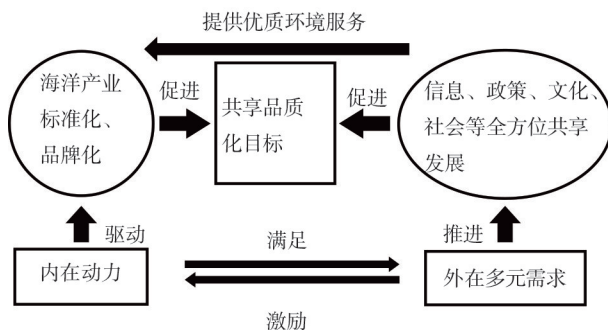 提供优质环境服务
海洋产业
标准化、
品牌化
促进
共享品质
化目标
促进
信息、政策、文化、
社会等全方位共享
发展
驱动
满足
推进
内在动力
外在多元需求
激励